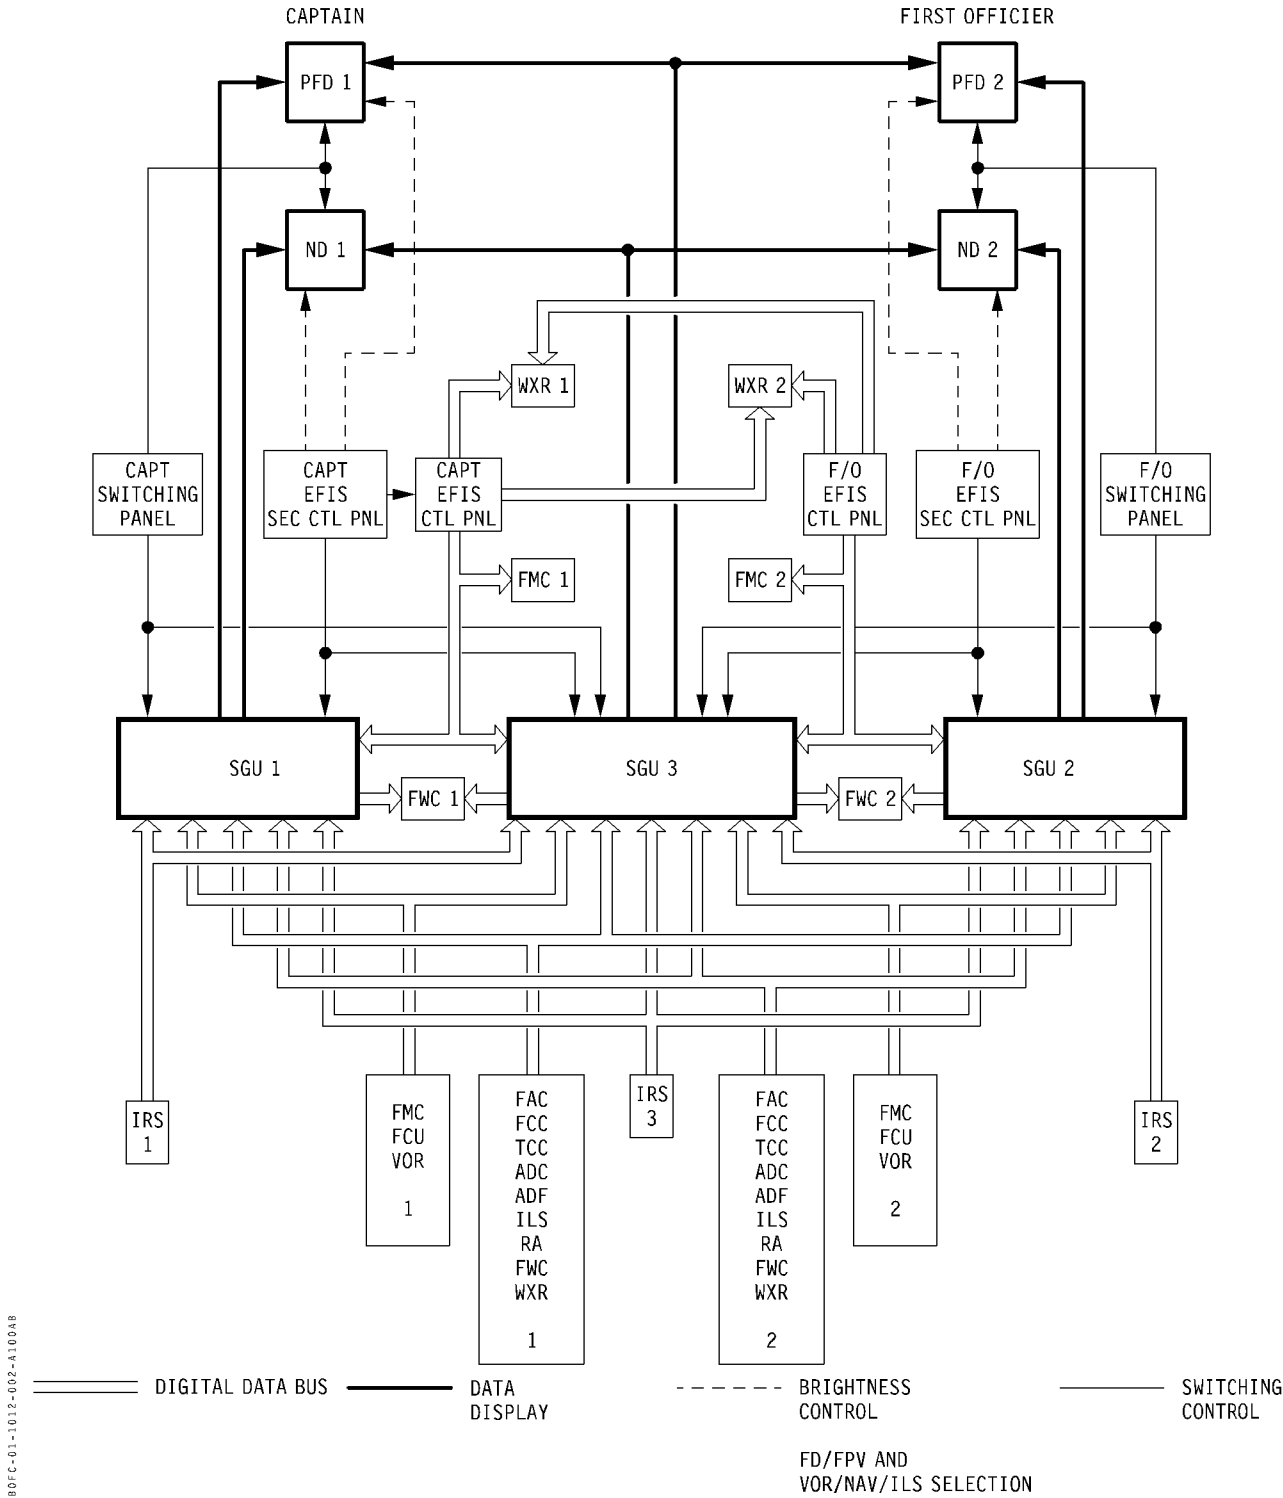 CAPTAIN
FIRST OFFICIER
PFD 1
PFD 2
ND 1
ND 2
WXR 1
WXR 2
CAPT
SWITCHING
PANEL
CAPT
EFIS
SEC CTL PNL
CAPT
EFIS
CTL PNL
F/O
EFIS
CTL PNL
F/O
EFIS
SEC CTL PNL
F/O
SWITCHING
PANEL
FMC 1
FMC 2
SGU 1
SGU 3
SGU 2
FWC 1
FWC 2
IRS
1
FMC
FCU
VOR
1
FAC
FCC
TCC
ADC
ADF
ILS
RA
FWC
WXR
1
IRS
3
FAC
FCC
TCC
ADC
ADF
ILS
RA
FWC
WXR
2
FMC
FCU
VOR
2
IRS
2
DIGITAL DATA BUS
DATA
DISPLAY
BRIGHTNESS
CONTROL
FD/FPV AND
VOR/NAV/ILS SELECTION
SWITCHING
CONTROL
BOFC-01-1012-002-A100AB